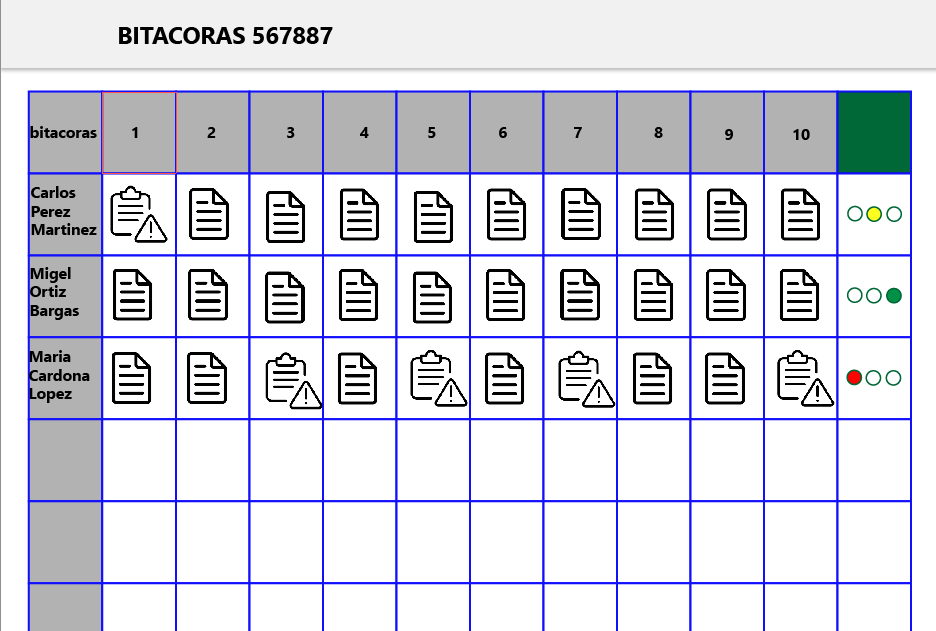 BITACORAS 567887
bitacoras 1 2 3 4 5 6 7 8 9 10
Carlos
Perez
Martinez
Migel
Ortiz
Bargas
Maria
Cardona
Lopez